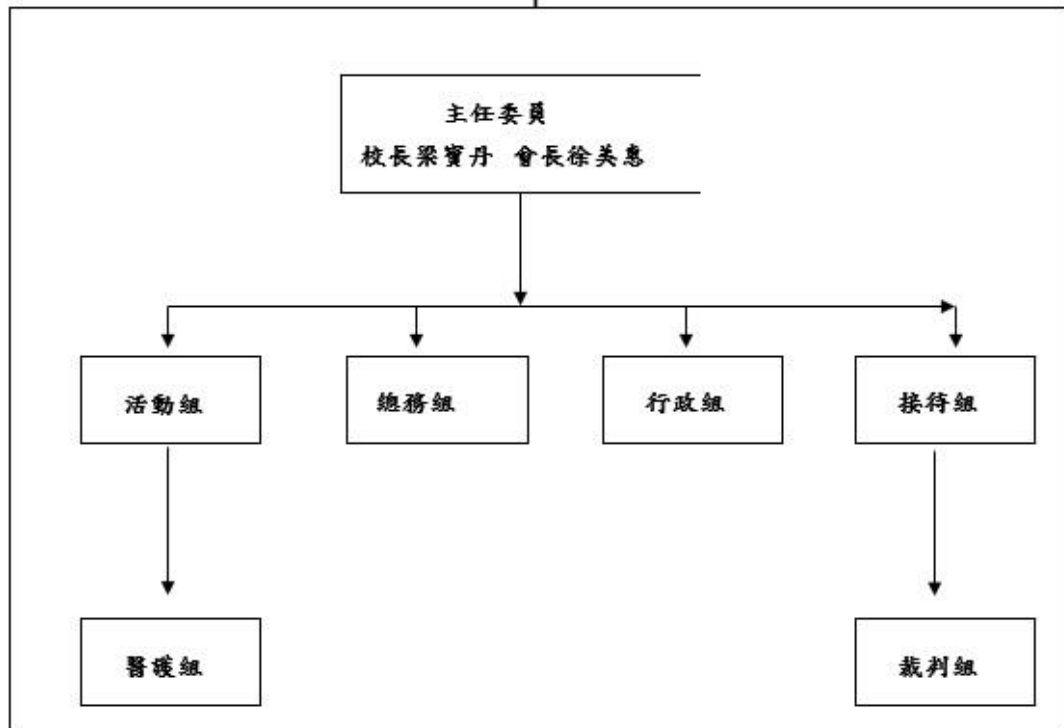 主任委員
校長梁寶丹 會長徐美惠
活動組
總務組
行政組
接待組
醫護組
裁判組